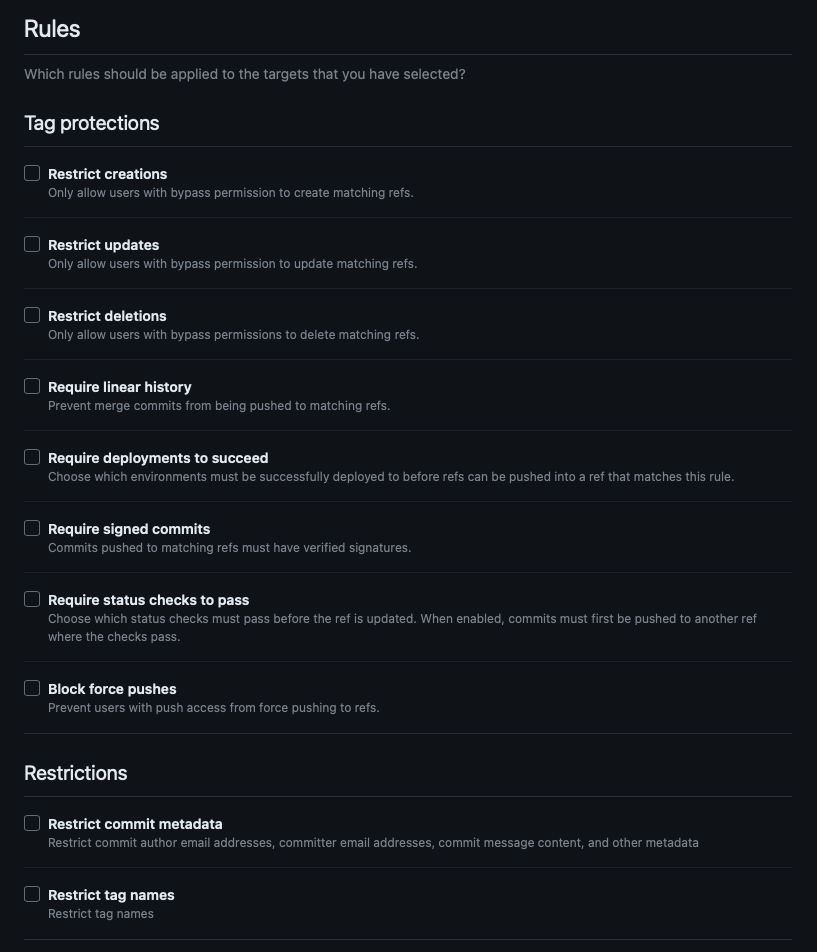 Rules
Which rules should be applied to the targets that you have selected?
Tag protections
Restrict creations
Only allow users with bypass permission to create matching refs.
Restrict updates
Only allow users with bypass permission to update matching refs.
Restrict deletions
Only allow users with bypass permissions to delete matching refs.
Require linear history
Prevent merge commits from being pushed to matching refs.
Require deployments to succeed
Choose which environments must be successfully deployed to before refs can be pushed into a ref that matches this rule.
Require signed commits
Commits pushed to matching refs must have verified signatures.
Require status checks to pass
Choose which status checks must pass before the ref is updated. When enabled, commits must first be pushed to another ref
where the checks pass.
Block force pushes
Prevent users with push access from force pushing to refs.
Restrictions
Restrict commit metadata
Restrict commit author email addresses, committer email addresses, commit message content, and other metadata
Restrict tag names
Restrict tag names